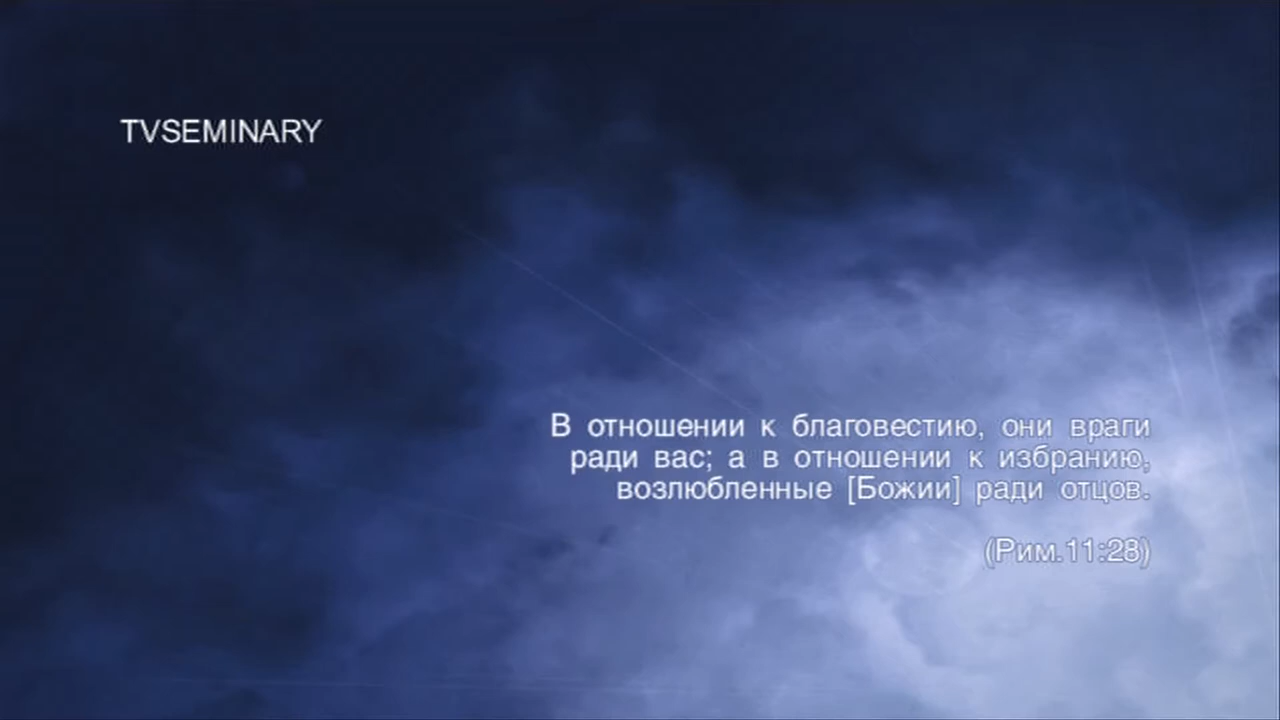 TVSEMINARY
В отношении к благовестию, они враги
ради вас; а в отношении к избранию,
возлюбленные [Божии] ради отцов.
(Рим.11:28)